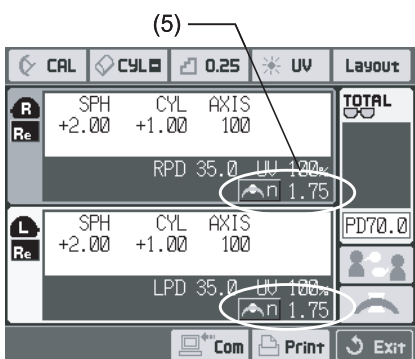 (5)
CAL CYL 0.25 UV Layout
R SPH CYL AXIS TOTAL
Re +2.00 +1.00 100
RPD 35.0 UV 100%
n 1.75
L SPH CYL AXIS PD70.0
Re +2.00 +1.00 100
LPD 35.0 UV 100%
n 1.75
Com Print Exit